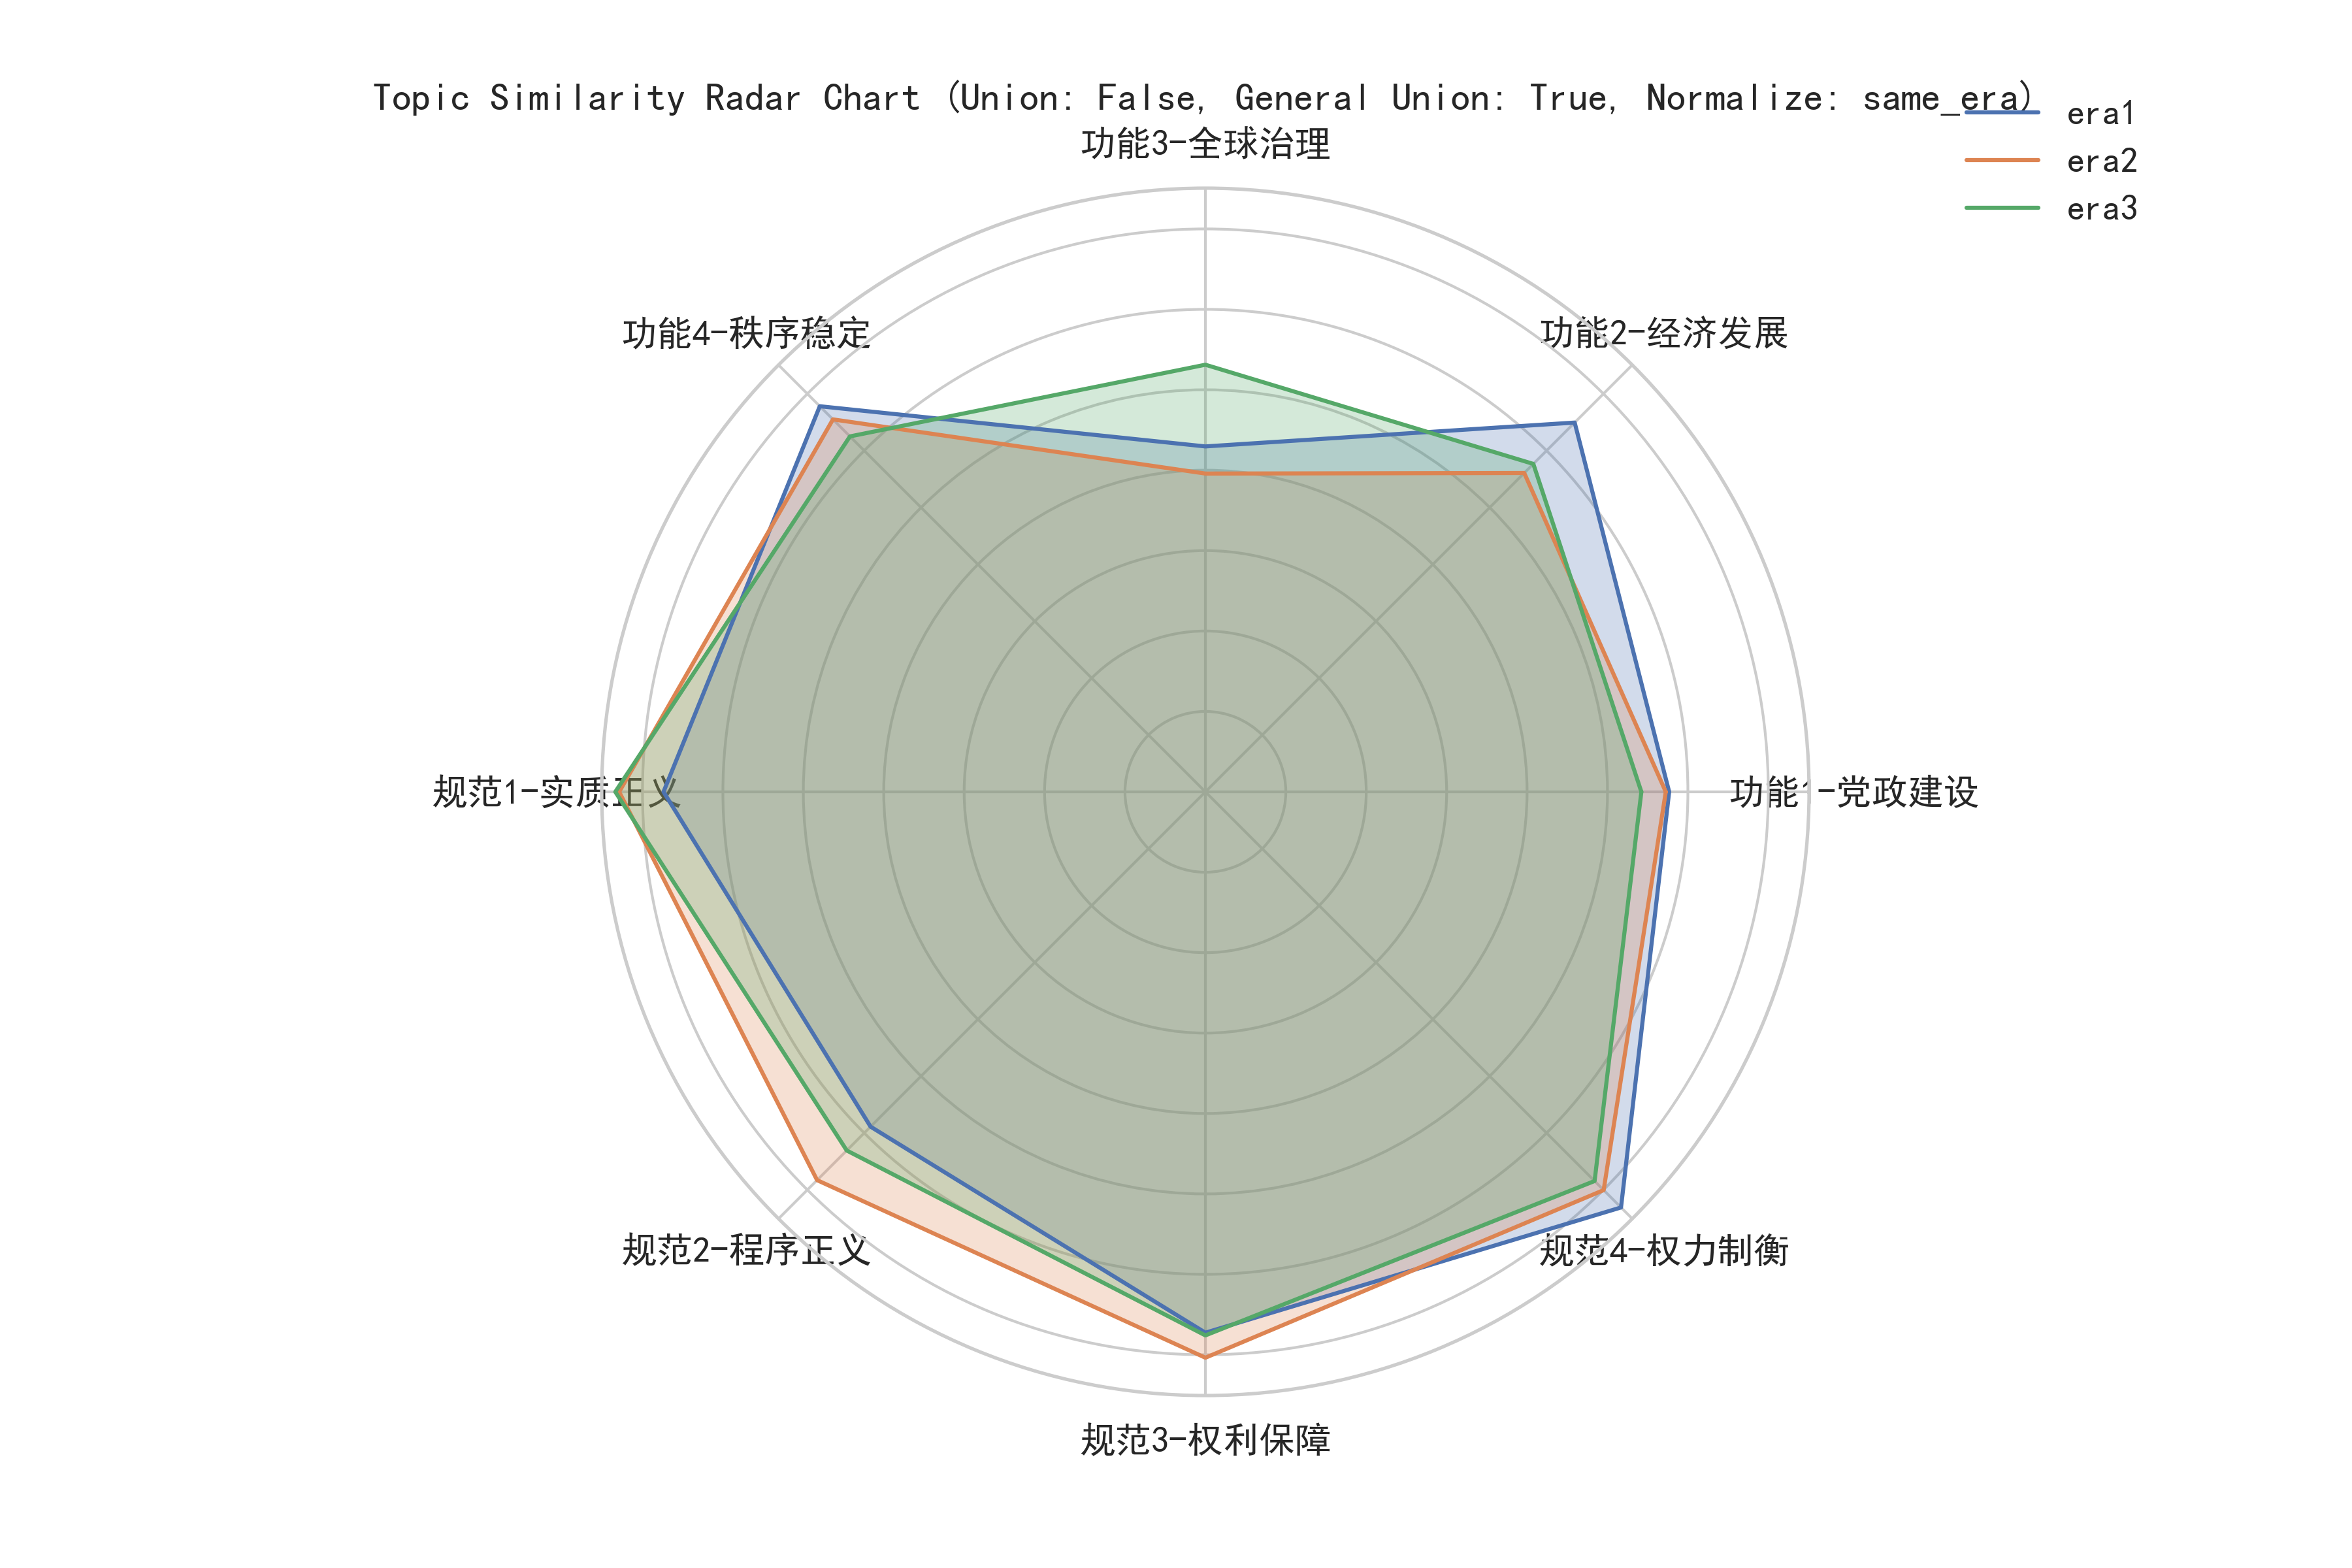 Topic Similarity Radar Chart (Union: False, General Union: True, Normalize: same_era)
era1
era2
era3
功能3-全球治理
功能4-秩序稳定
功能2-经济发展
规范1-实质正义
功能1-党政建设
规范2-程序正义
规范4-权力制衡
规范3-权利保障